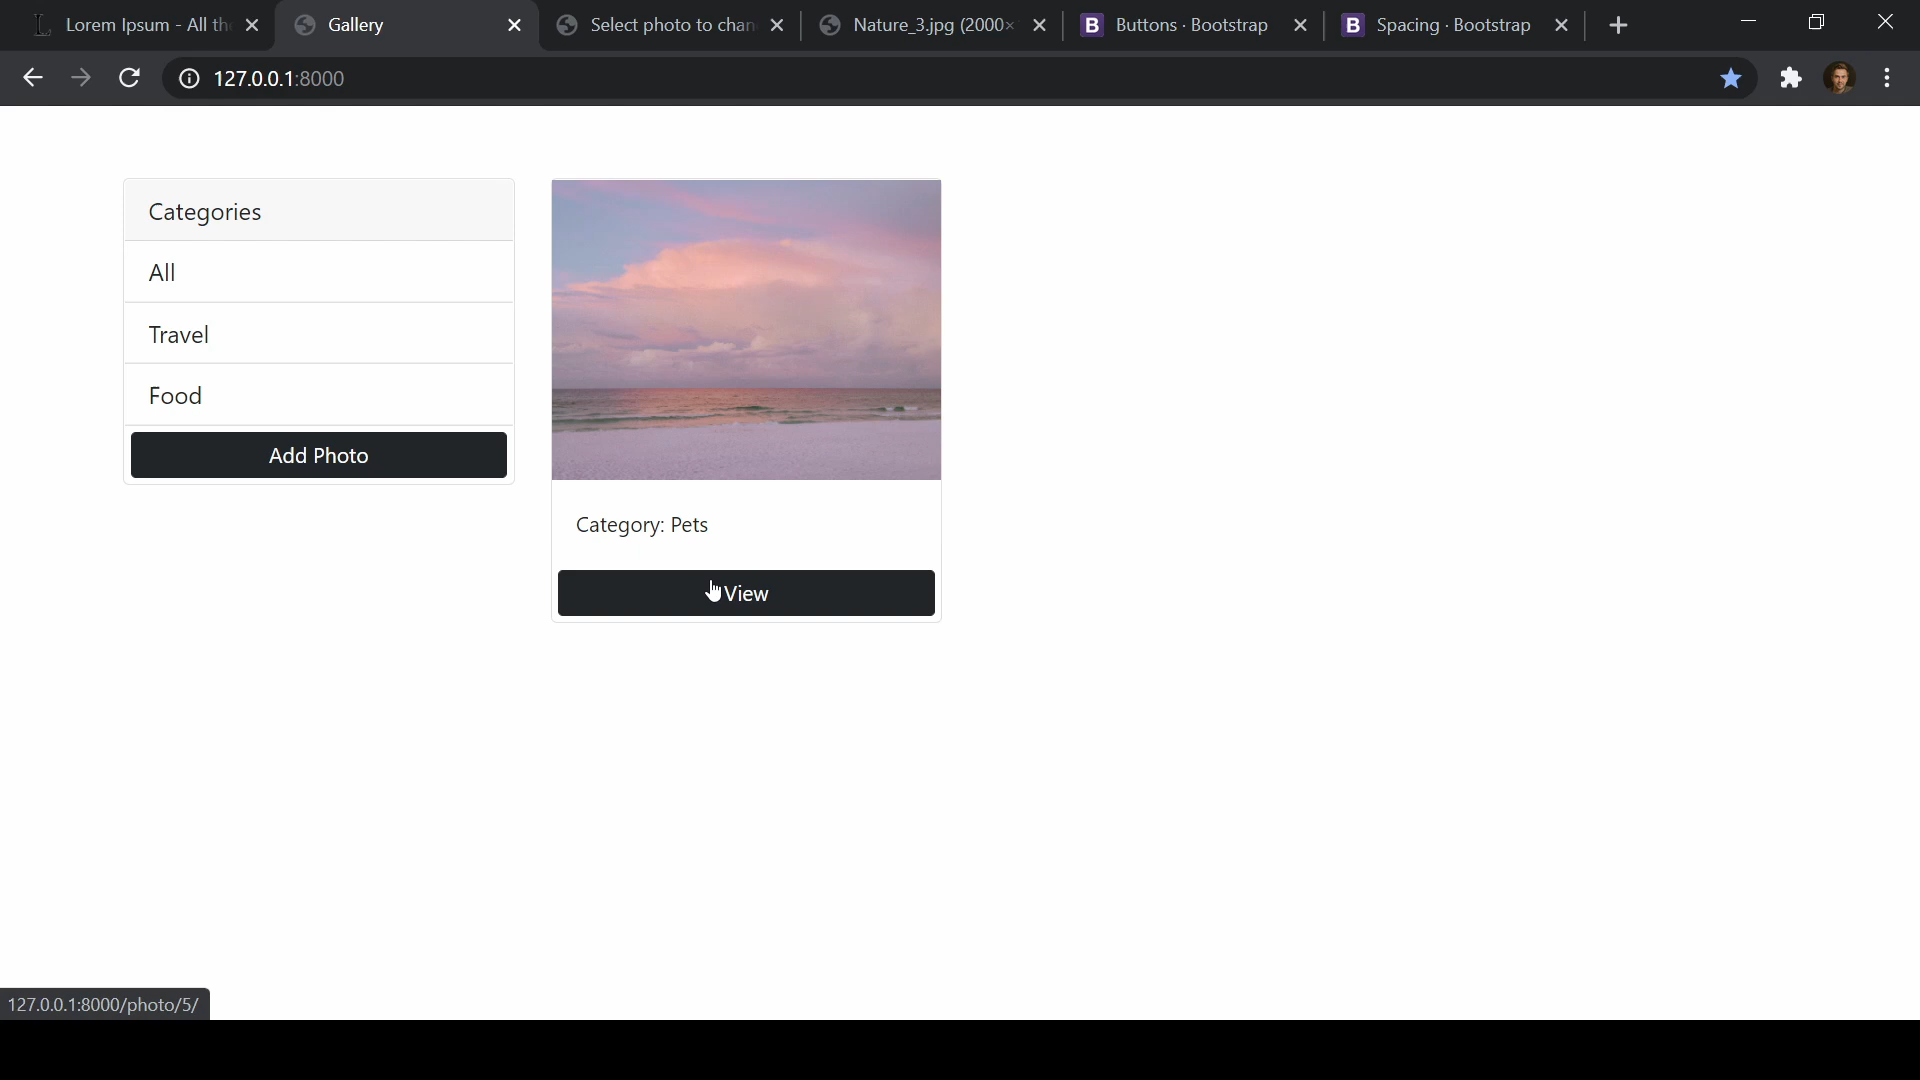 Lorem Ipsum - All th
Gallery
Select photo to chan
Nature_3.jpg (2000×
Buttons · Bootstrap
Spacing · Bootstrap
127.0.0.1:8000
Categories
All
Travel
Food
Add Photo
Category: Pets
View
127.0.0.1:8000/photo/5/